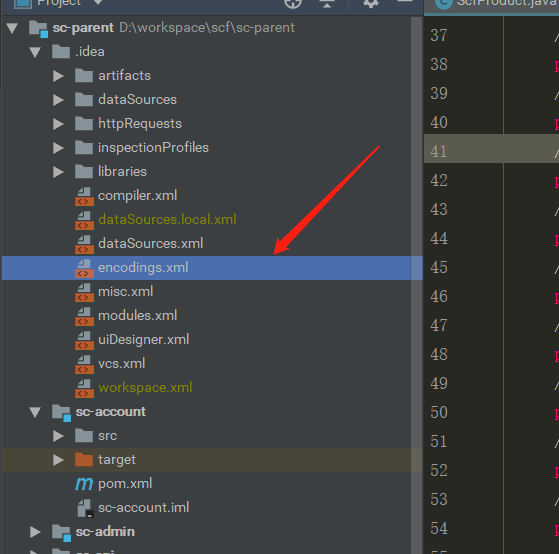 Project
ScfProduct.java
sc-parent D:\workspace\scf\sc-parent
.idea
artifacts
dataSources
httpRequests
inspectionProfiles
libraries
compiler.xml
dataSources.local.xml
dataSources.xml
encodings.xml
misc.xml
modules.xml
uiDesigner.xml
vcs.xml
workspace.xml
sc-account
src
target
pom.xml
sc-account.iml
sc-admin
37 /
38 p
39 /
40 p
41 /
42 p
43 /
44 p
45 /
46 p
47 /
48 p
49 /
50 p
51 /
52 p
53 /
54 p